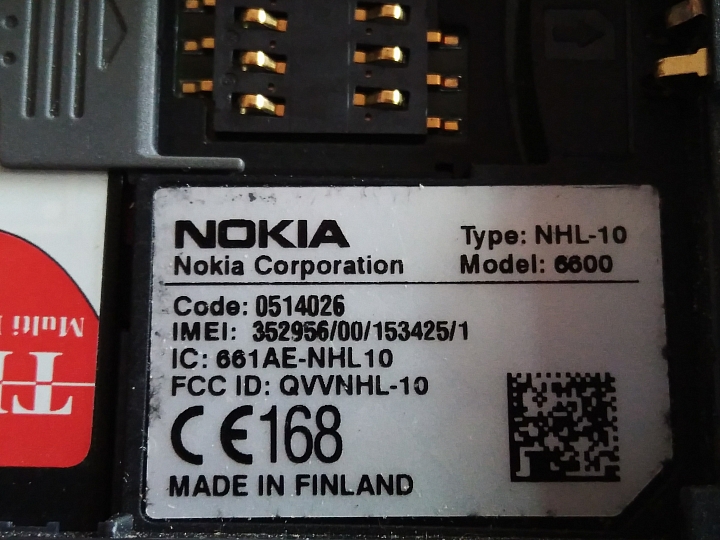 NOKIA
Nokia Corporation
Type: NHL-10
Model: 6600
Code: 0514026
IMEI: 352956/00/153425/1
IC: 661AE-NHL10
FCC ID: QVVNHL-10
CE168
MADE IN FINLAND
Multi